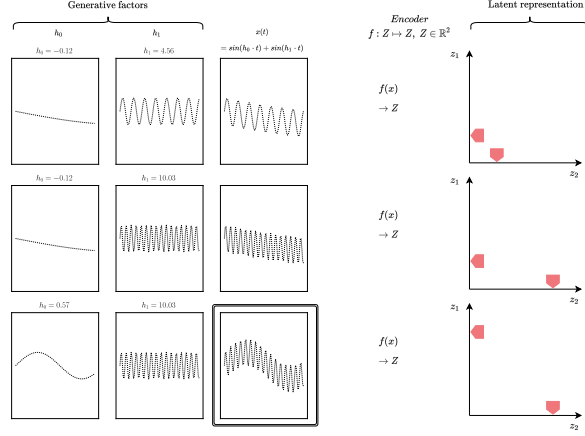 Generative factors
Latent representation
Encoder
f : Z ↦ Z, Z ∈ ℝ²
h₀
h₁
x(t)
= sin(h₀ · t) + sin(h₁ · t)
h₀ = −0.12
h₁ = 4.56
f(x)
→ Z
z₁
z₂
h₀ = −0.12
h₁ = 10.03
f(x)
→ Z
z₁
z₂
h₀ = 0.57
h₁ = 10.03
f(x)
→ Z
z₁
z₂